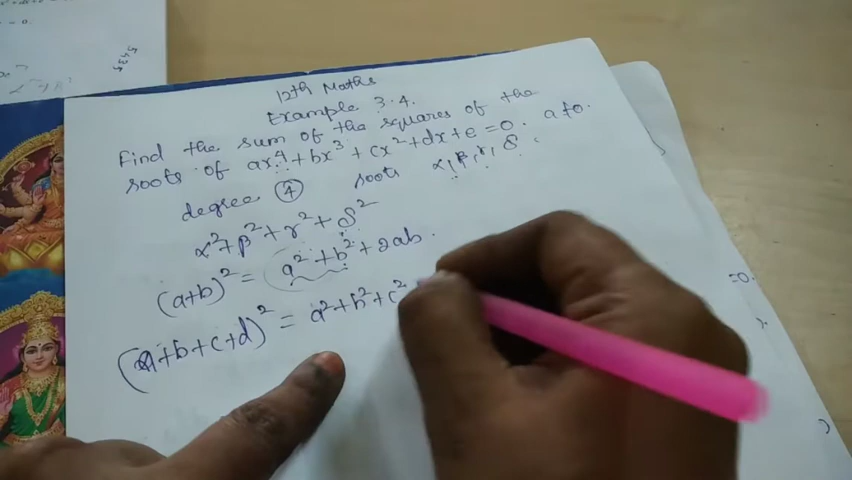 12th Maths
Example 3.4.
Find the sum of the squares of the
roots of ax⁴+bx³+cx²+dx+e=0. a≠0.
degree ④ roots α, β, γ, δ
α²+β²+γ²+δ²
(a+b)² = a²+b²+2ab.
(a+b+c+d)² = a²+b²+c²
=0.